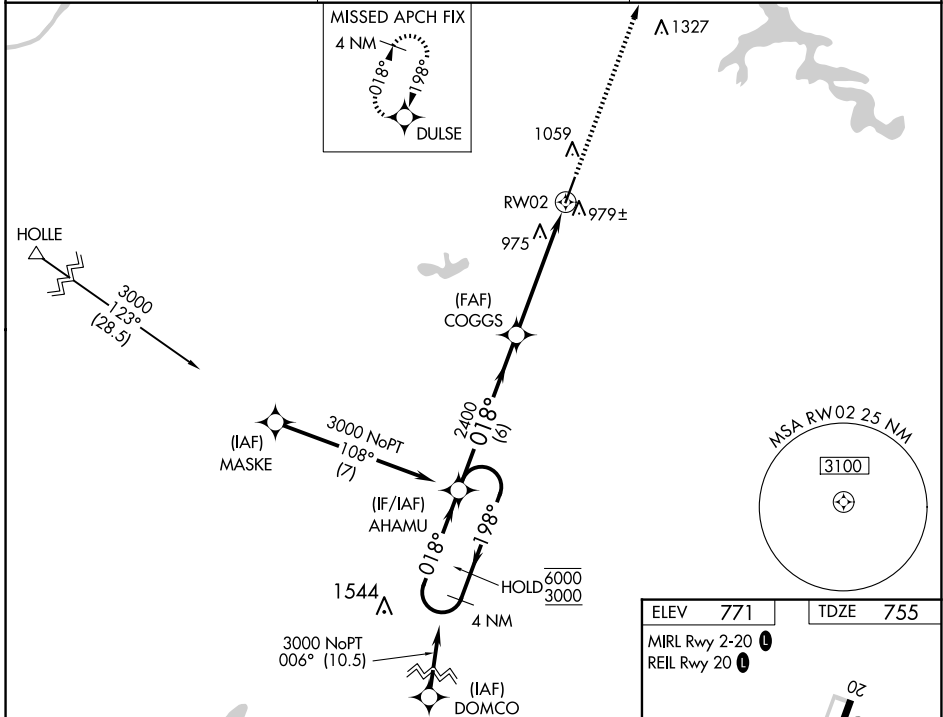 MISSED APCH FIX
4 NM
018°
198°
DULSE
1327
1059
RW02
979±
975
HOLLE
3000
123°
(28.5)
(FAF)
COGGS
2400
018°
(6)
3000 NoPT
108°
(7)
(IAF)
MASKE
(IF/IAF)
AHAMU
MSA RW02 25 NM
3100
018°
198°
HOLD 6000
3000
4 NM
1544
3000 NoPT
006° (10.5)
(IAF)
DOMCO
ELEV 771
TDZE 755
MIRL Rwy 2-20 L
REIL Rwy 20 L
20